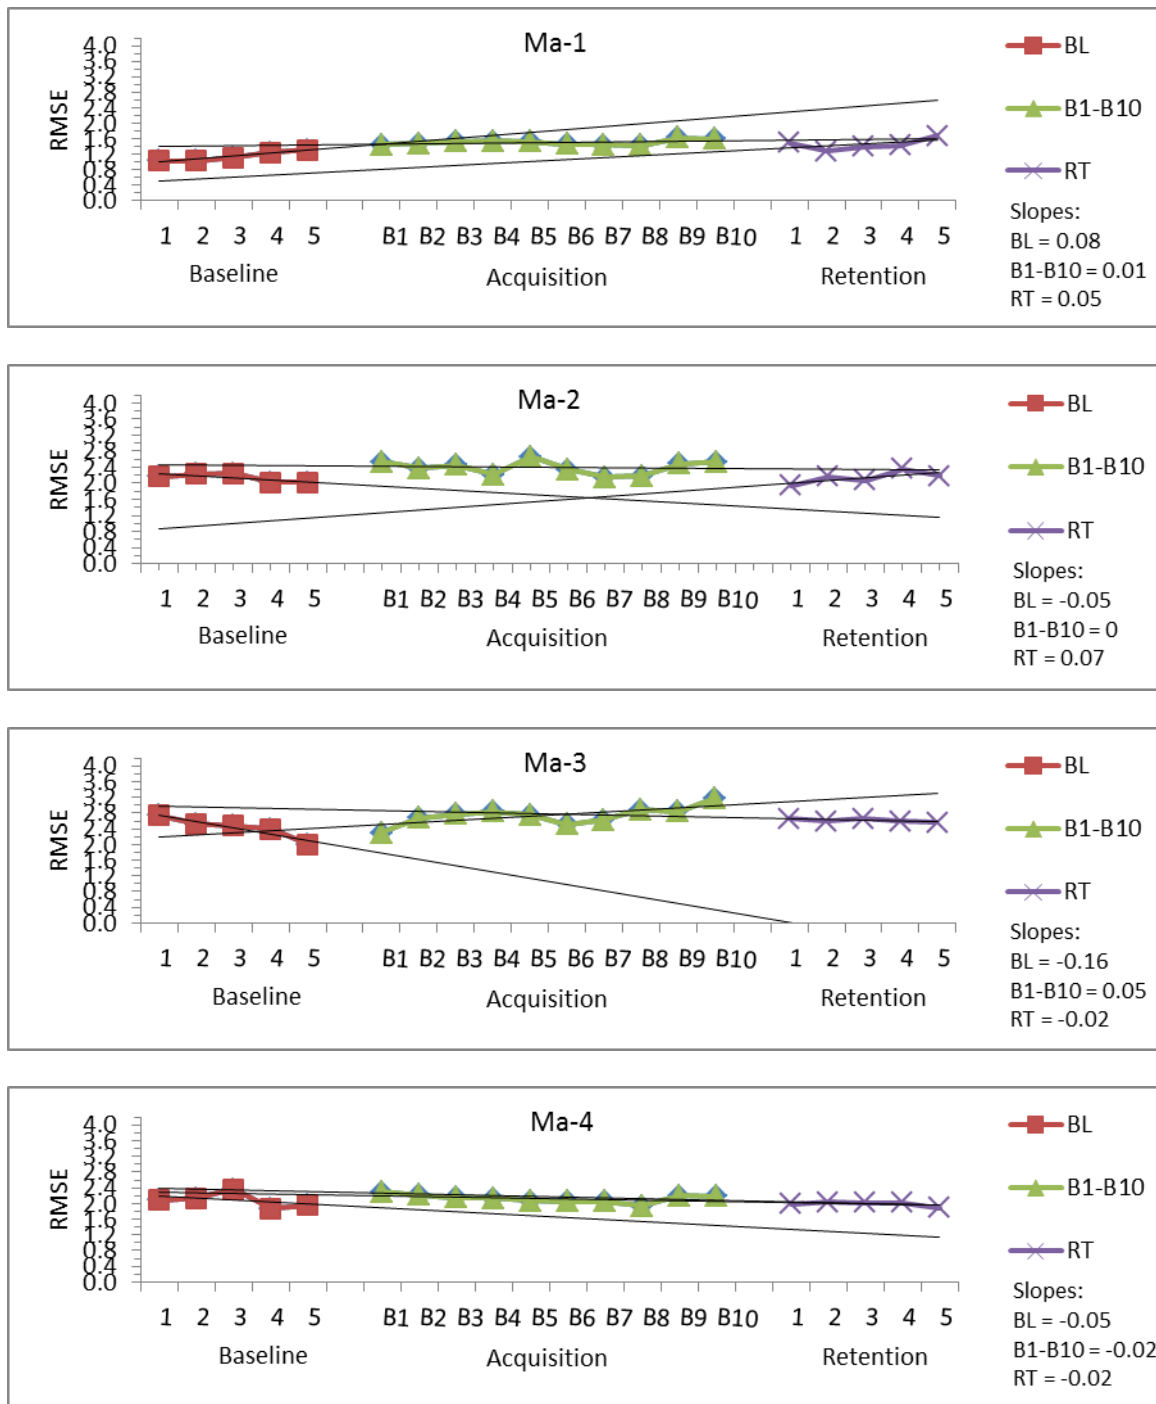 Ma-1
RMSE
4.0
3.6
3.2
2.8
2.4
2.0
1.6
1.2
0.8
0.4
0.0
1 2 3 4 5 B1 B2 B3 B4 B5 B6 B7 B8 B9 B10 1 2 3 4 5
Baseline Acquisition Retention
BL
B1-B10
RT
Slopes:
BL = 0.08
B1-B10 = 0.01
RT = 0.05
Ma-2
RMSE
4.0
3.6
3.2
2.8
2.4
2.0
1.6
1.2
0.8
0.4
0.0
1 2 3 4 5 B1 B2 B3 B4 B5 B6 B7 B8 B9 B10 1 2 3 4 5
Baseline Acquisition Retention
BL
B1-B10
RT
Slopes:
BL = -0.05
B1-B10 = 0
RT = 0.07
Ma-3
RMSE
4.0
3.6
3.2
2.8
2.4
2.0
1.6
1.2
0.8
0.4
0.0
1 2 3 4 5 B1 B2 B3 B4 B5 B6 B7 B8 B9 B10 1 2 3 4 5
Baseline Acquisition Retention
BL
B1-B10
RT
Slopes:
BL = -0.16
B1-B10 = 0.05
RT = -0.02
Ma-4
RMSE
4.0
3.6
3.2
2.8
2.4
2.0
1.6
1.2
0.8
0.4
0.0
1 2 3 4 5 B1 B2 B3 B4 B5 B6 B7 B8 B9 B10 1 2 3 4 5
Baseline Acquisition Retention
BL
B1-B10
RT
Slopes:
BL = -0.05
B1-B10 = -0.02
RT = -0.02